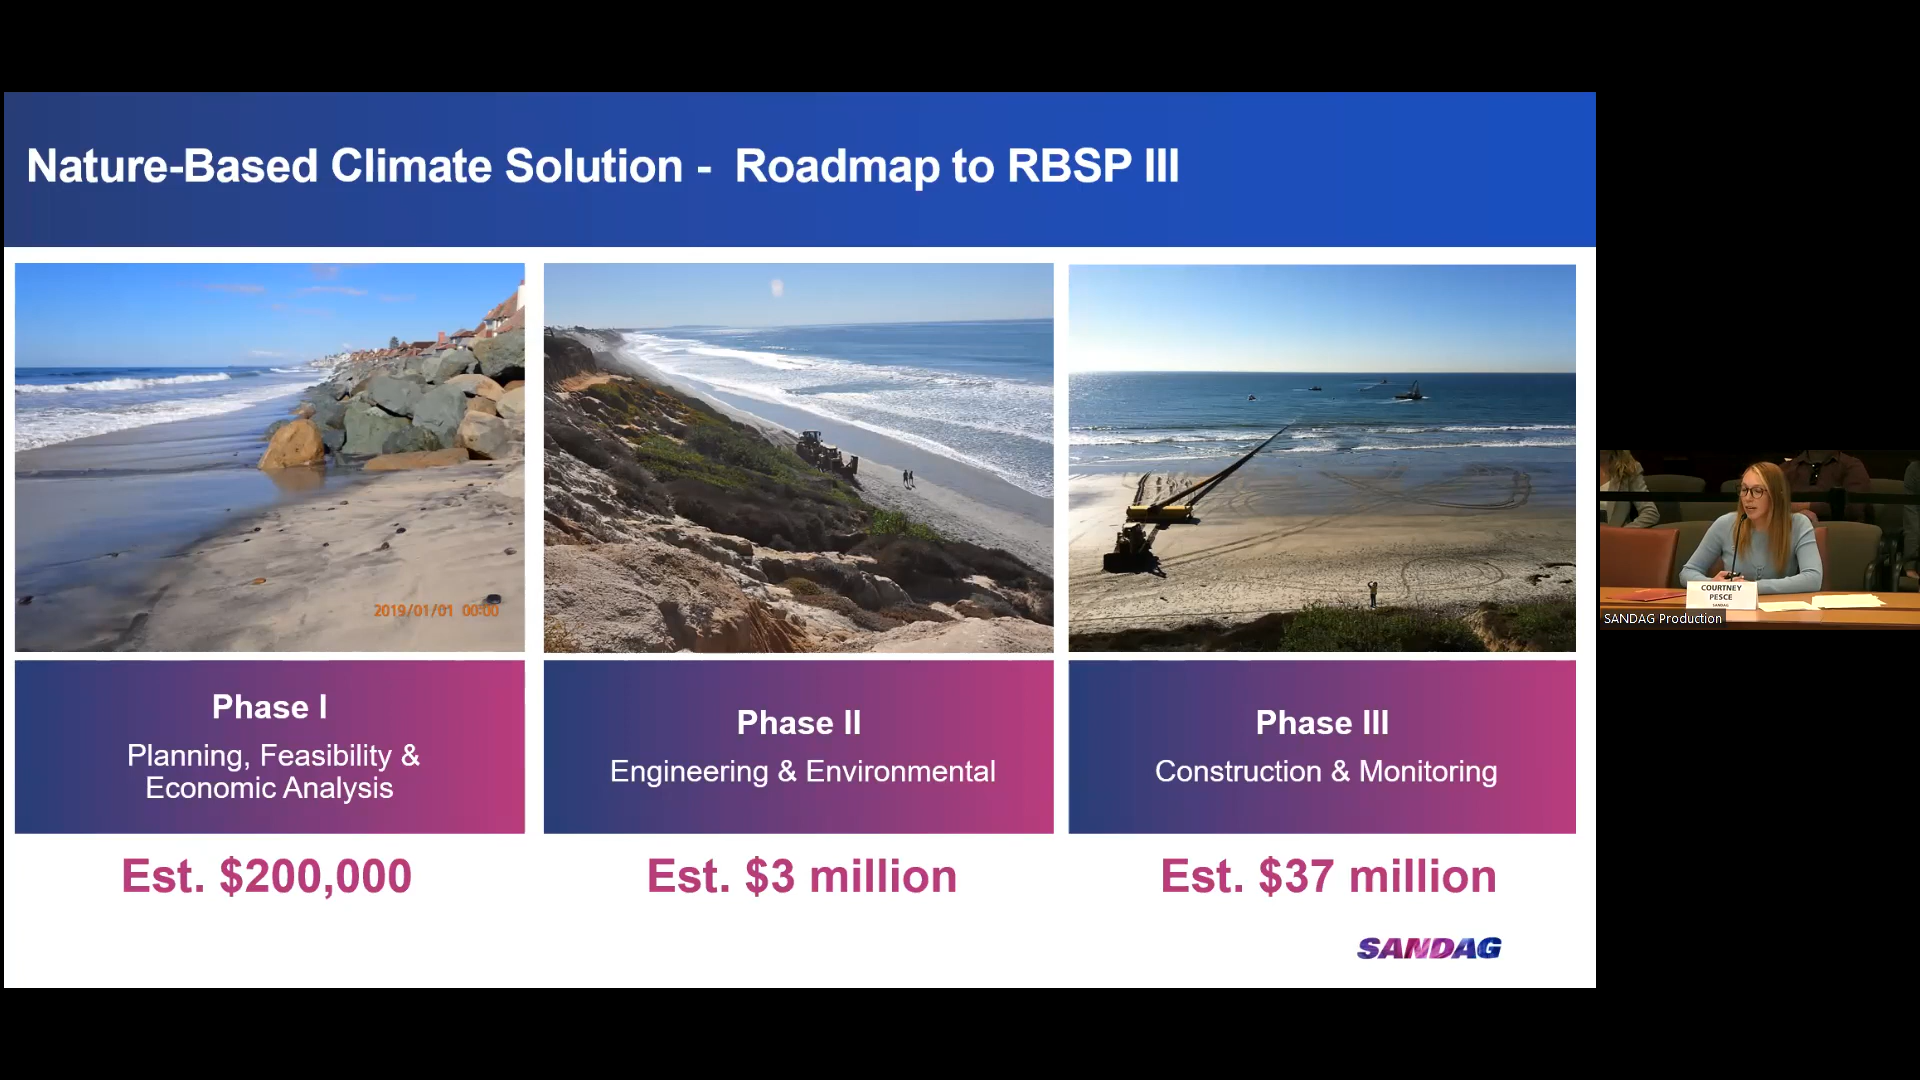 Nature-Based Climate Solution - Roadmap to RBSP III
2019/01/01 00:00
Phase I
Planning, Feasibility &
Economic Analysis
Est. $200,000
Phase II
Engineering & Environmental
Est. $3 million
Phase III
Construction & Monitoring
Est. $37 million
SANDAG
COURTNEY
PESCE
SANDAG
SANDAG Production